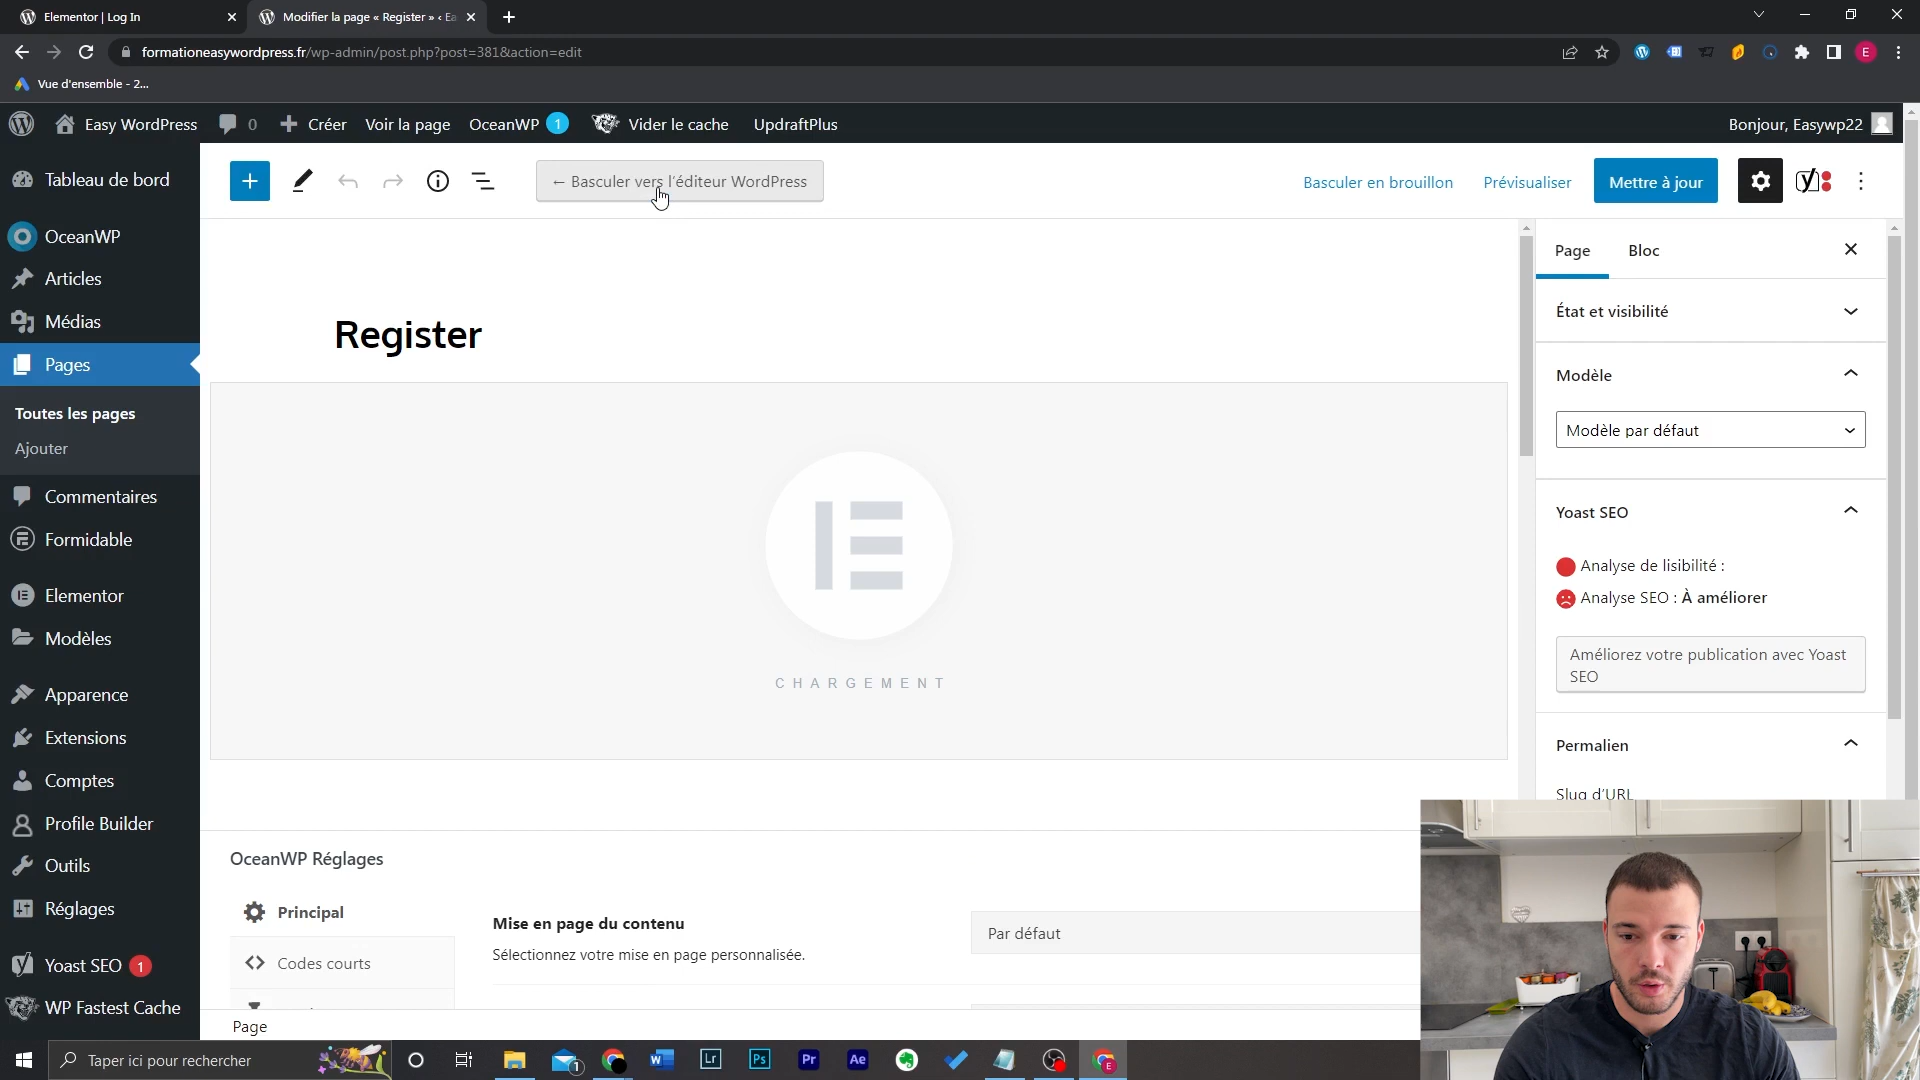 Elementor | Log In
Modifier la page « Register » ‹ Ea
formationeasywordpress.fr/wp-admin/post.php?post=381&action=edit
E
Vue d'ensemble - 2...
Easy WordPress
0
Créer
Voir la page
OceanWP 1
Vider le cache
UpdraftPlus
Bonjour, Easywp22
Tableau de bord
OceanWP
Articles
Médias
Pages
Toutes les pages
Ajouter
Commentaires
Formidable
Elementor
Modèles
Apparence
Extensions
Comptes
Profile Builder
Outils
Réglages
Yoast SEO 1
WP Fastest Cache
← Basculer vers l'éditeur WordPress
Basculer en brouillon
Prévisualiser
Mettre à jour
Register
CHARGEMENT
OceanWP Réglages
Principal
Codes courts
Mise en page du contenu
Sélectionnez votre mise en page personnalisée.
Par défaut
Page
Page
Bloc
État et visibilité
Modèle
Modèle par défaut
Yoast SEO
Analyse de lisibilité :
Analyse SEO : À améliorer
Améliorez votre publication avec Yoast
SEO
Permalien
Slug d'URL
Taper ici pour rechercher
1
W
Lr
Ps
Pr
Ae
E